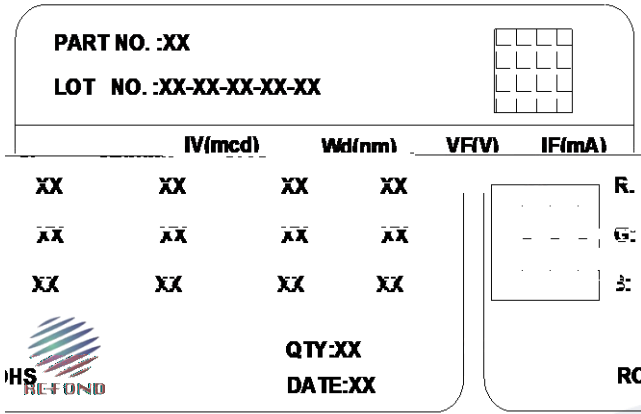 PART NO. :XX
LOT NO. :XX-XX-XX-XX-XX
IV(mcd) Wd(nm) VF(V) IF(mA)
XX XX XX XX R:
XX XX XX XX G:
XX XX XX XX B:
QTY:XX
OHS REFOND DATE:XX RO